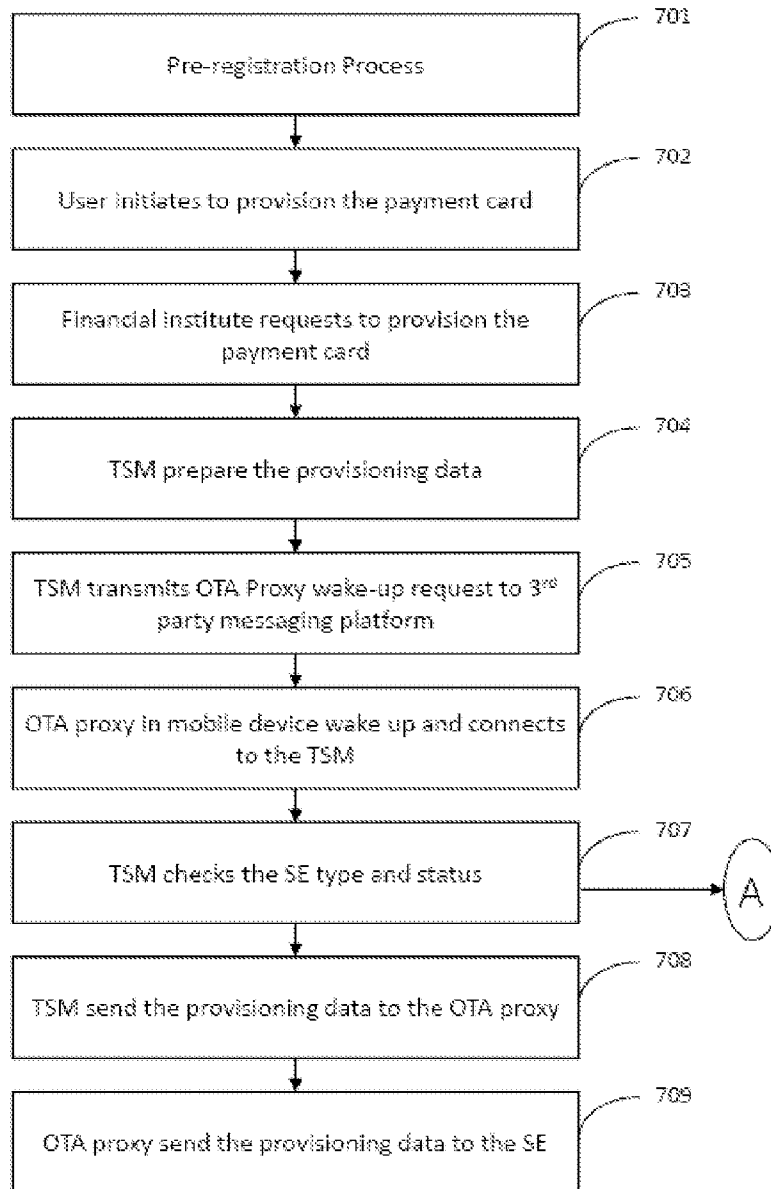 701
Pre-registration Process
702
User initiates to provision the payment card
703
Financial institute requests to provision the
payment card
704
TSM prepare the provisioning data
705
TSM transmits OTA Proxy wake-up request to 3rd
party messaging platform
706
OTA proxy in mobile device wake up and connects
to the TSM
707
TSM checks the SE type and status
A
708
TSM send the provisioning data to the OTA proxy
709
OTA proxy send the provisioning data to the SE